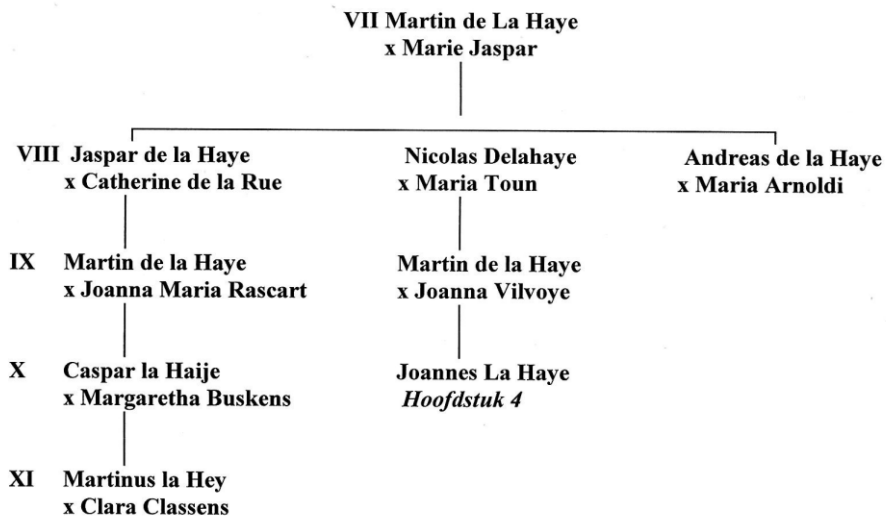 VII Martin de La Haye
x Marie Jaspar
VIII Jaspar de la Haye
x Catherine de la Rue
Nicolas Delahaye
x Maria Toun
Andreas de la Haye
x Maria Arnoldi
IX Martin de la Haye
x Joanna Maria Rascart
Martin de la Haye
x Joanna Vilvoye
X Caspar la Haije
x Margaretha Buskens
Joannes La Haye
Hoofdstuk 4
XI Martinus la Hey
x Clara Classens